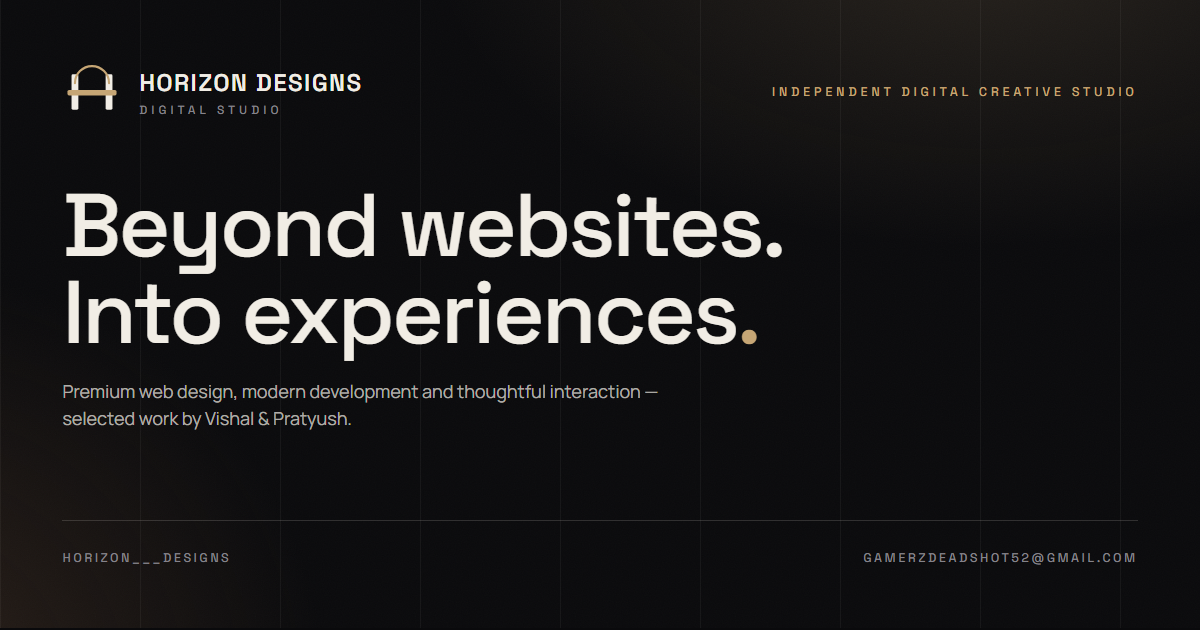 HORIZON DESIGNS
DIGITAL STUDIO
INDEPENDENT DIGITAL CREATIVE STUDIO
Beyond websites.
Into experiences.
Premium web design, modern development and thoughtful interaction —
selected work by Vishal & Pratyush.
HORIZON___DESIGNS
GAMERZDEADSHOT52@GMAIL.COM